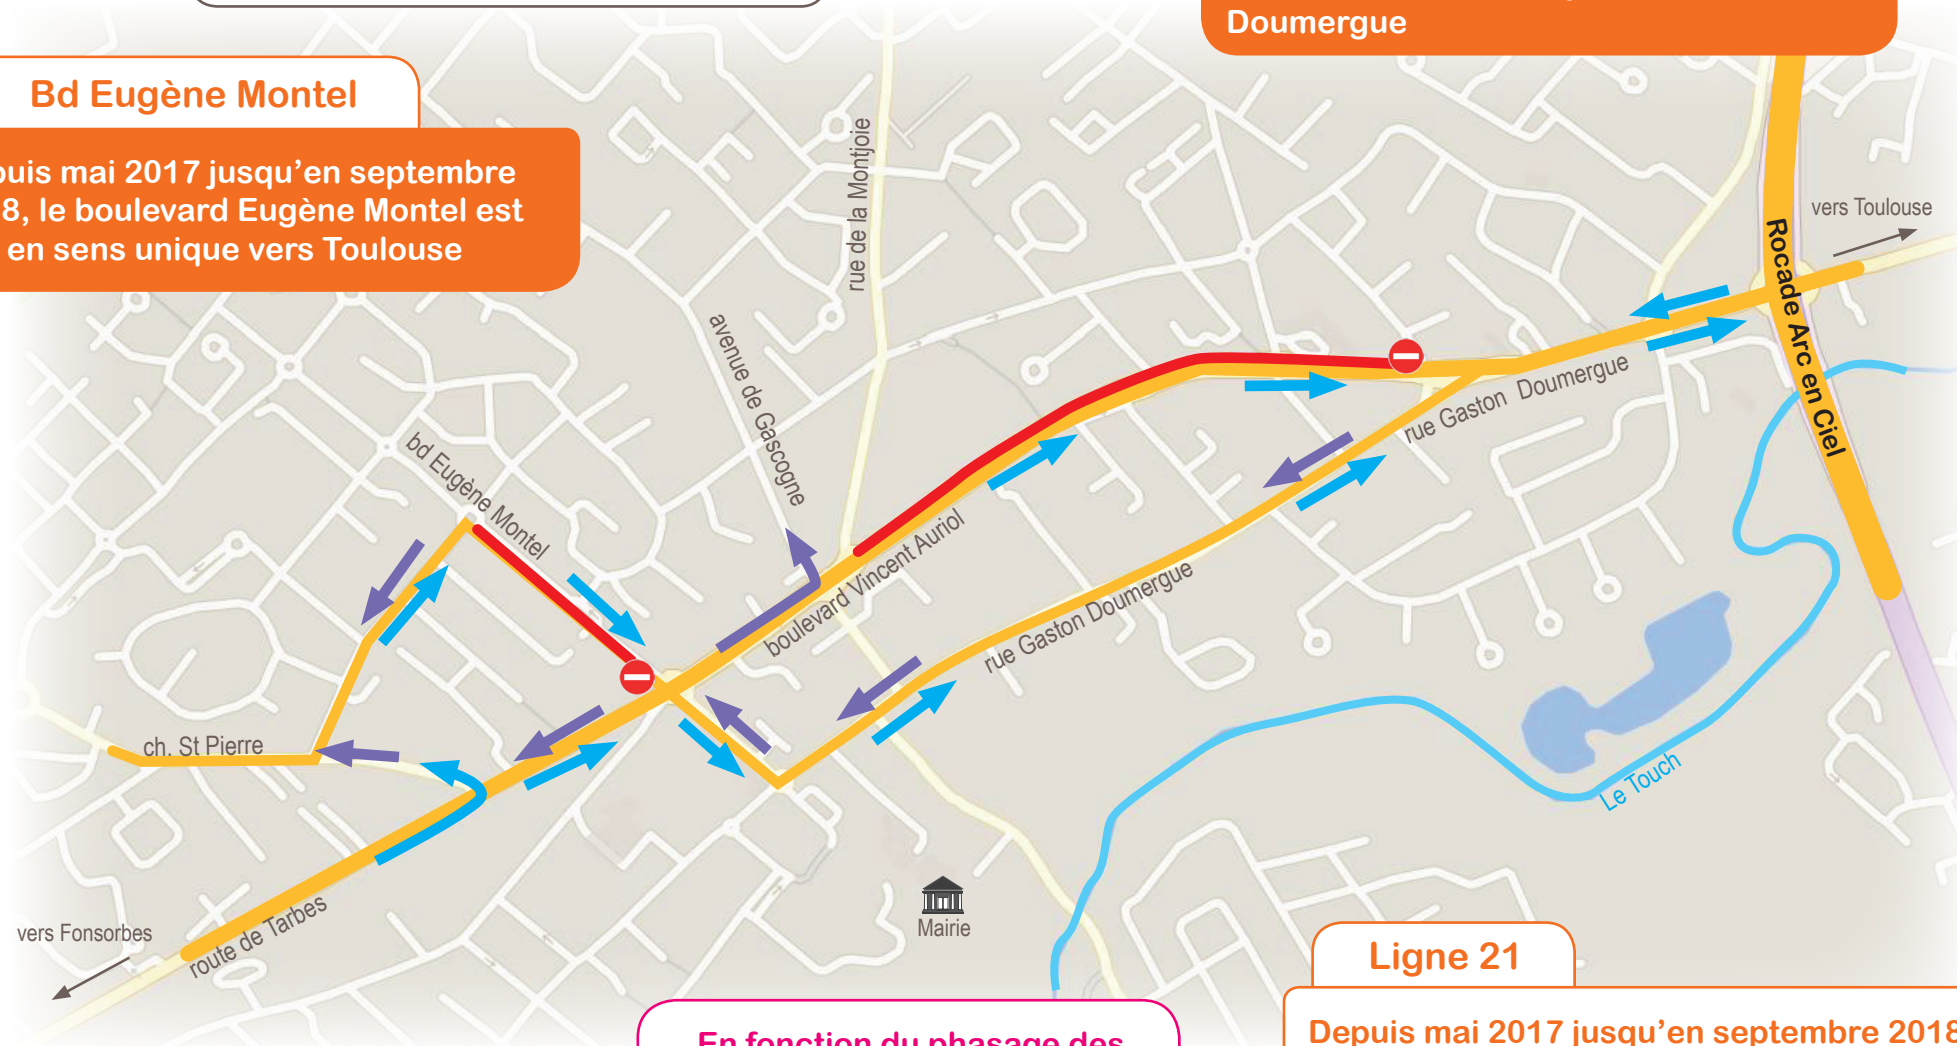 Doumergue
Bd Eugène Montel
puis mai 2017 jusqu'en septembre
8, le boulevard Eugène Montel est
en sens unique vers Toulouse
rue de la Montjoie
vers Toulouse
Rocade Arc en Ciel
avenue de Gascogne
rue Gaston Doumergue
bd Eugène Montel
boulevard Vincent Auriol
rue Gaston Doumergue
ch. St Pierre
Le Touch
Mairie
vers Fonsorbes
route de Tarbes
Ligne 21
En fonction du phasage des
Depuis mai 2017 jusqu'en septembre 2018